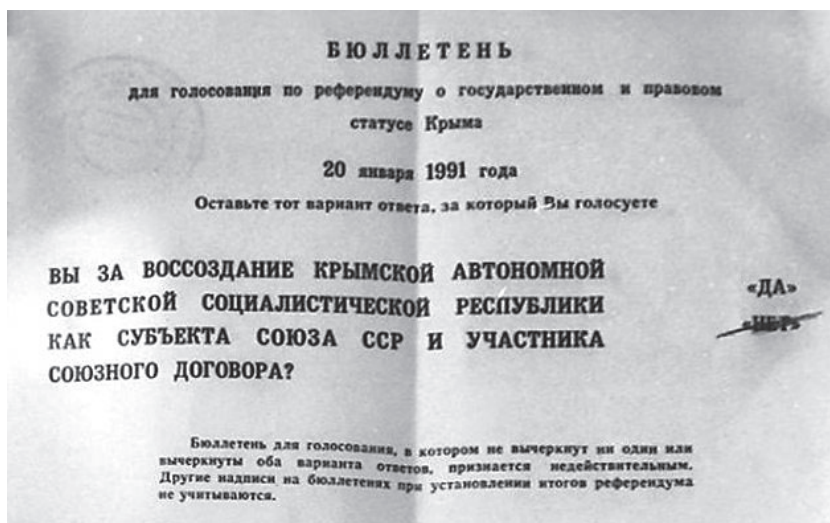 БЮЛЛЕТЕНЬ
для голосования по референдуму о государственном и правовом
статусе Крыма
20 января 1991 года
Оставьте тот вариант ответа, за который Вы голосуете
ВЫ ЗА ВОССОЗДАНИЕ КРЫМСКОЙ АВТОНОМНОЙ
СОВЕТСКОЙ СОЦИАЛИСТИЧЕСКОЙ РЕСПУБЛИКИ
КАК СУБЪЕКТА СОЮЗА ССР И УЧАСТНИКА
СОЮЗНОГО ДОГОВОРА?
«ДА»
«НЕТ»
Бюллетень для голосования, в котором не вычеркнут ни один или
вычеркнуты оба варианта ответов, признается недействительным.
Другие надписи на бюллетенях при установлении итогов референдума
не учитываются.